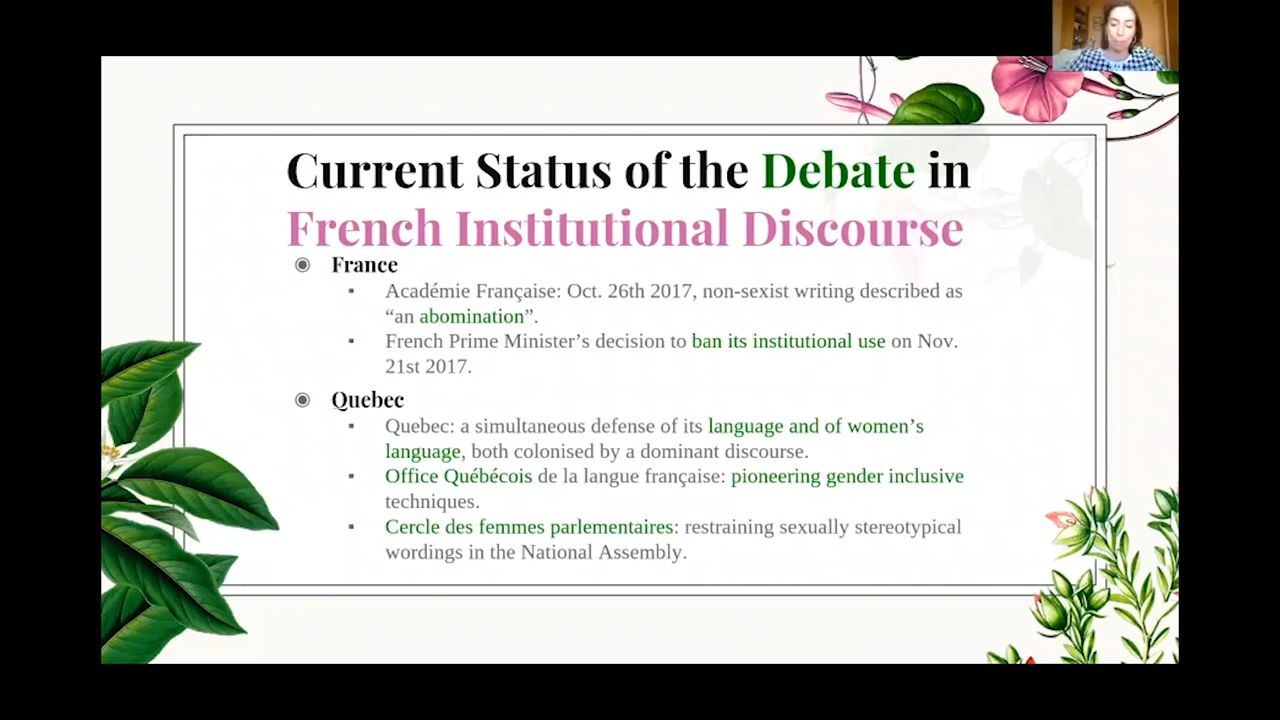 Current Status of the Debate in
French Institutional Discourse
France
Académie Française: Oct. 26th 2017, non-sexist writing described as
“an abomination”.
French Prime Minister’s decision to ban its institutional use on Nov.
21st 2017.
Quebec
Quebec: a simultaneous defense of its language and of women’s
language, both colonised by a dominant discourse.
Office Québécois de la langue française: pioneering gender inclusive
techniques.
Cercle des femmes parlementaires: restraining sexually stereotypical
wordings in the National Assembly.